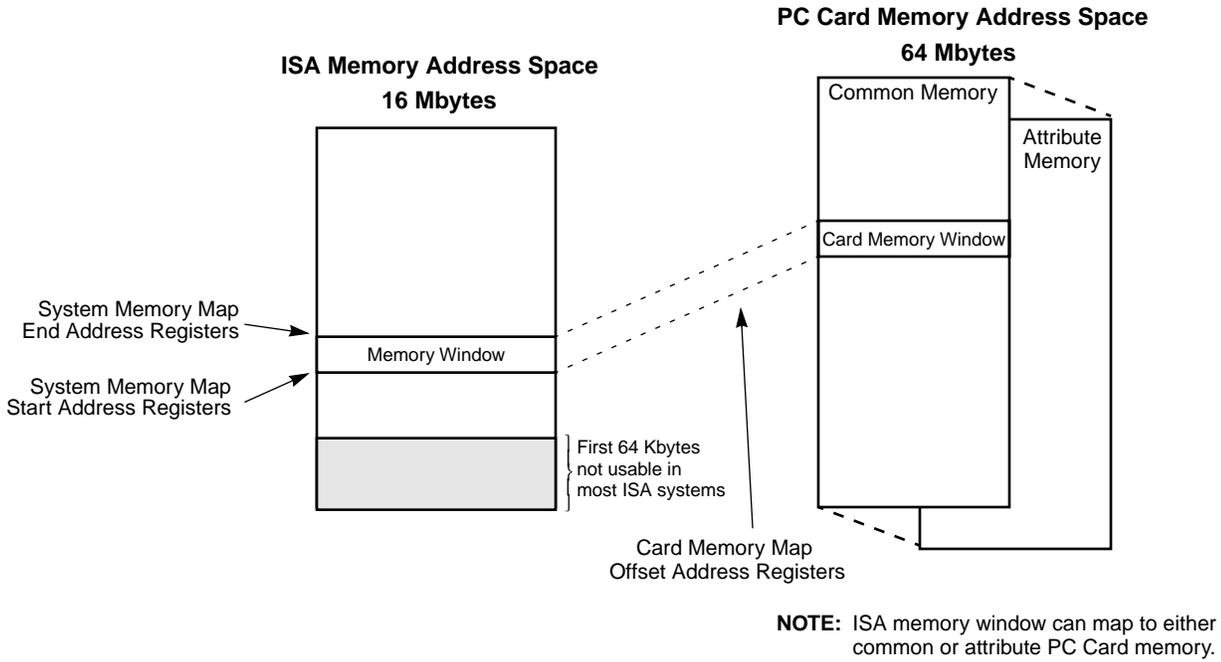 PC Card Memory Address Space
64 Mbytes
ISA Memory Address Space
16 Mbytes
Common Memory
Attribute
Memory
Card Memory Window
System Memory Map
End Address Registers
Memory Window
System Memory Map
Start Address Registers
First 64 Kbytes
not usable in
most ISA systems
Card Memory Map
Offset Address Registers
NOTE: ISA memory window can map to either
common or attribute PC Card memory.